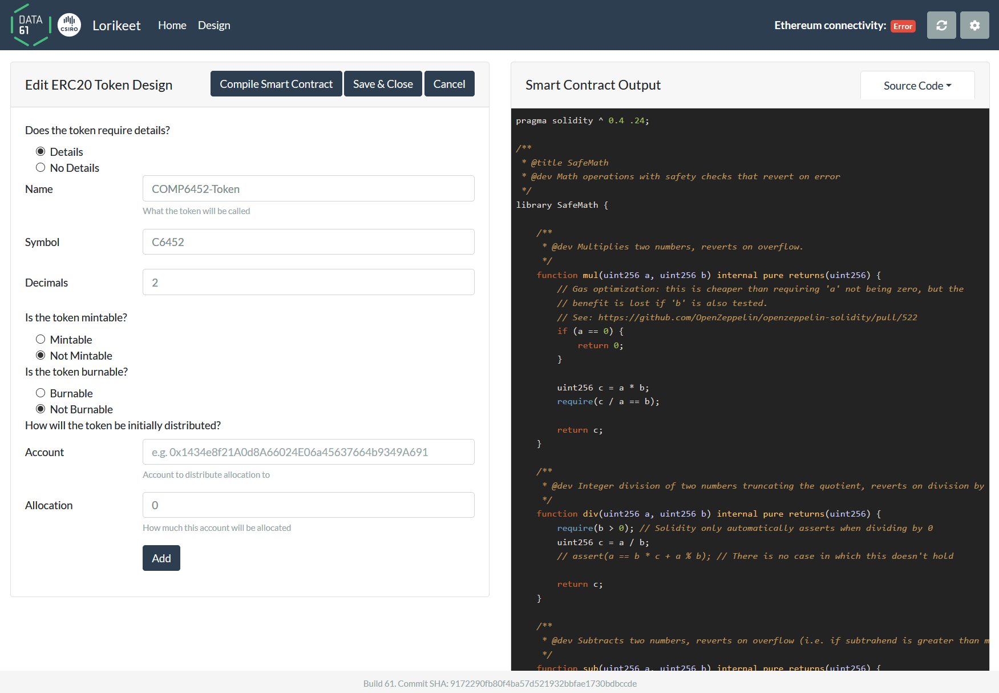 DATA
61
CSIRO
Lorikeet
Home
Design
Ethereum connectivity: Error
Edit ERC20 Token Design
Compile Smart Contract
Save & Close
Cancel
Does the token require details?
Details
No Details
Name
COMP6452-Token
What the token will be called
Symbol
C6452
Decimals
2
Is the token mintable?
Mintable
Not Mintable
Is the token burnable?
Burnable
Not Burnable
How will the token be initially distributed?
Account
e.g. 0x1434e8f21A0d8A66024E06a45637664b9349A691
Account to distribute allocation to
Allocation
0
How much this account will be allocated
Add
Smart Contract Output
Source Code
pragma solidity ^ 0.4 .24;
/**
 * @title SafeMath
 * @dev Math operations with safety checks that revert on error
 */
library SafeMath {
    /**
     * @dev Multiplies two numbers, reverts on overflow.
     */
    function mul(uint256 a, uint256 b) internal pure returns(uint256) {
        // Gas optimization: this is cheaper than requiring 'a' not being zero, but the
        // benefit is lost if 'b' is also tested.
        // See: https://github.com/OpenZeppelin/openzeppelin-solidity/pull/522
        if (a == 0) {
            return 0;
        }
        uint256 c = a * b;
        require(c / a == b);
        return c;
    }
    /**
     * @dev Integer division of two numbers truncating the quotient, reverts on division by
     */
    function div(uint256 a, uint256 b) internal pure returns(uint256) {
        require(b > 0); // Solidity only automatically asserts when dividing by 0
        uint256 c = a / b;
        // assert(a == b * c + a % b); // There is no case in which this doesn't hold
        return c;
    }
    /**
     * @dev Subtracts two numbers, reverts on overflow (i.e. if subtrahend is greater than m
     */
    function sub(uint256 a, uint256 b) internal pure returns(uint256) {
Build 61. Commit SHA: 9172290fb80f4ba57d521932bbfae1730bdbccde